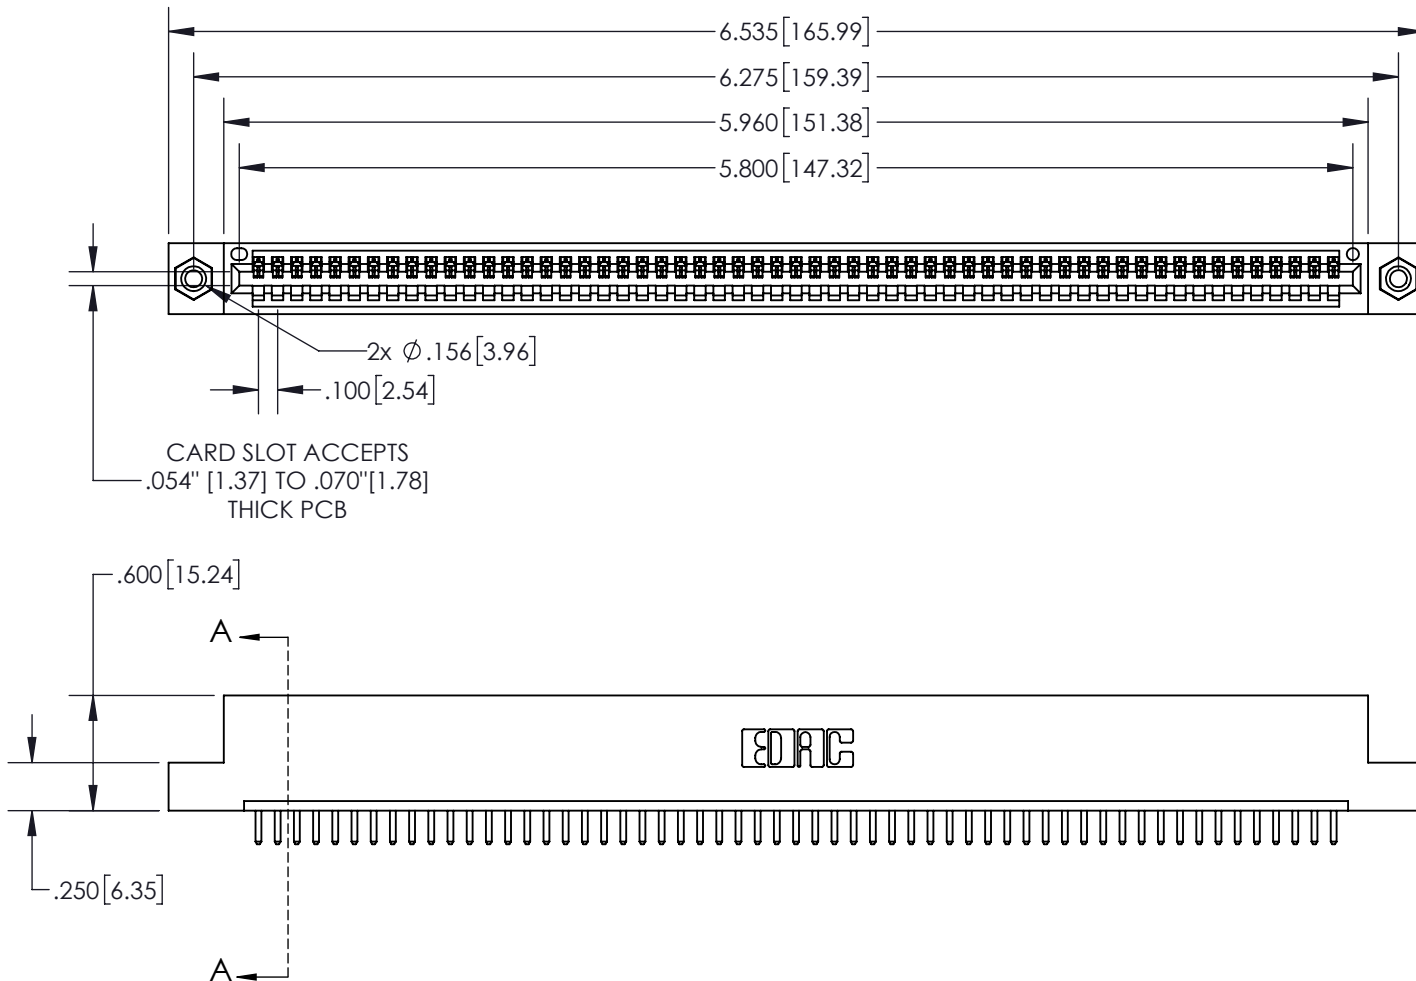 6.535[165.99]
6.275[159.39]
5.960[151.38]
5.800[147.32]
2x Ø.156[3.96]
.100[2.54]
CARD SLOT ACCEPTS
.054" [1.37] TO .070"[1.78]
THICK PCB
.600[15.24]
A
EDAC
.250[6.35]
A